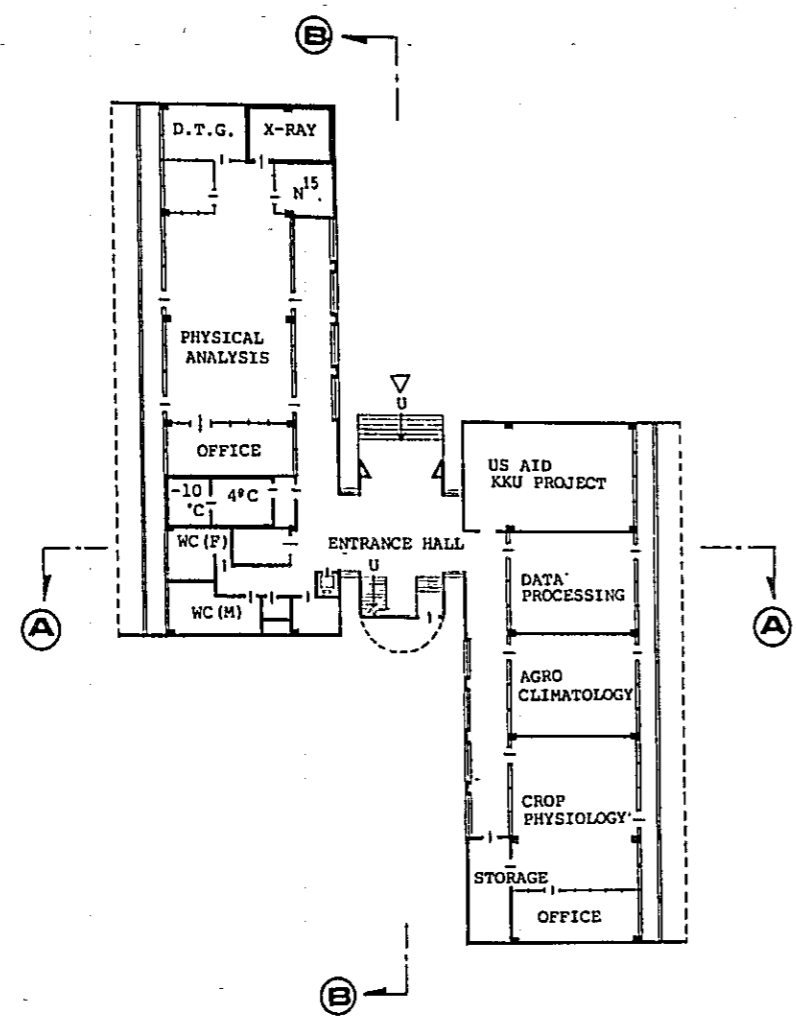 B
D.T.G. X-RAY
N15
PHYSICAL
ANALYSIS
U
OFFICE
US AID
KKU PROJECT
-10
°C
4°C
WC(F)
ENTRANCE HALL
U
DATA
PROCESSING
A
A
WC(M)
AGRO
CLIMATOLOGY
CROP
PHYSIOLOGY
STORAGE
OFFICE
B